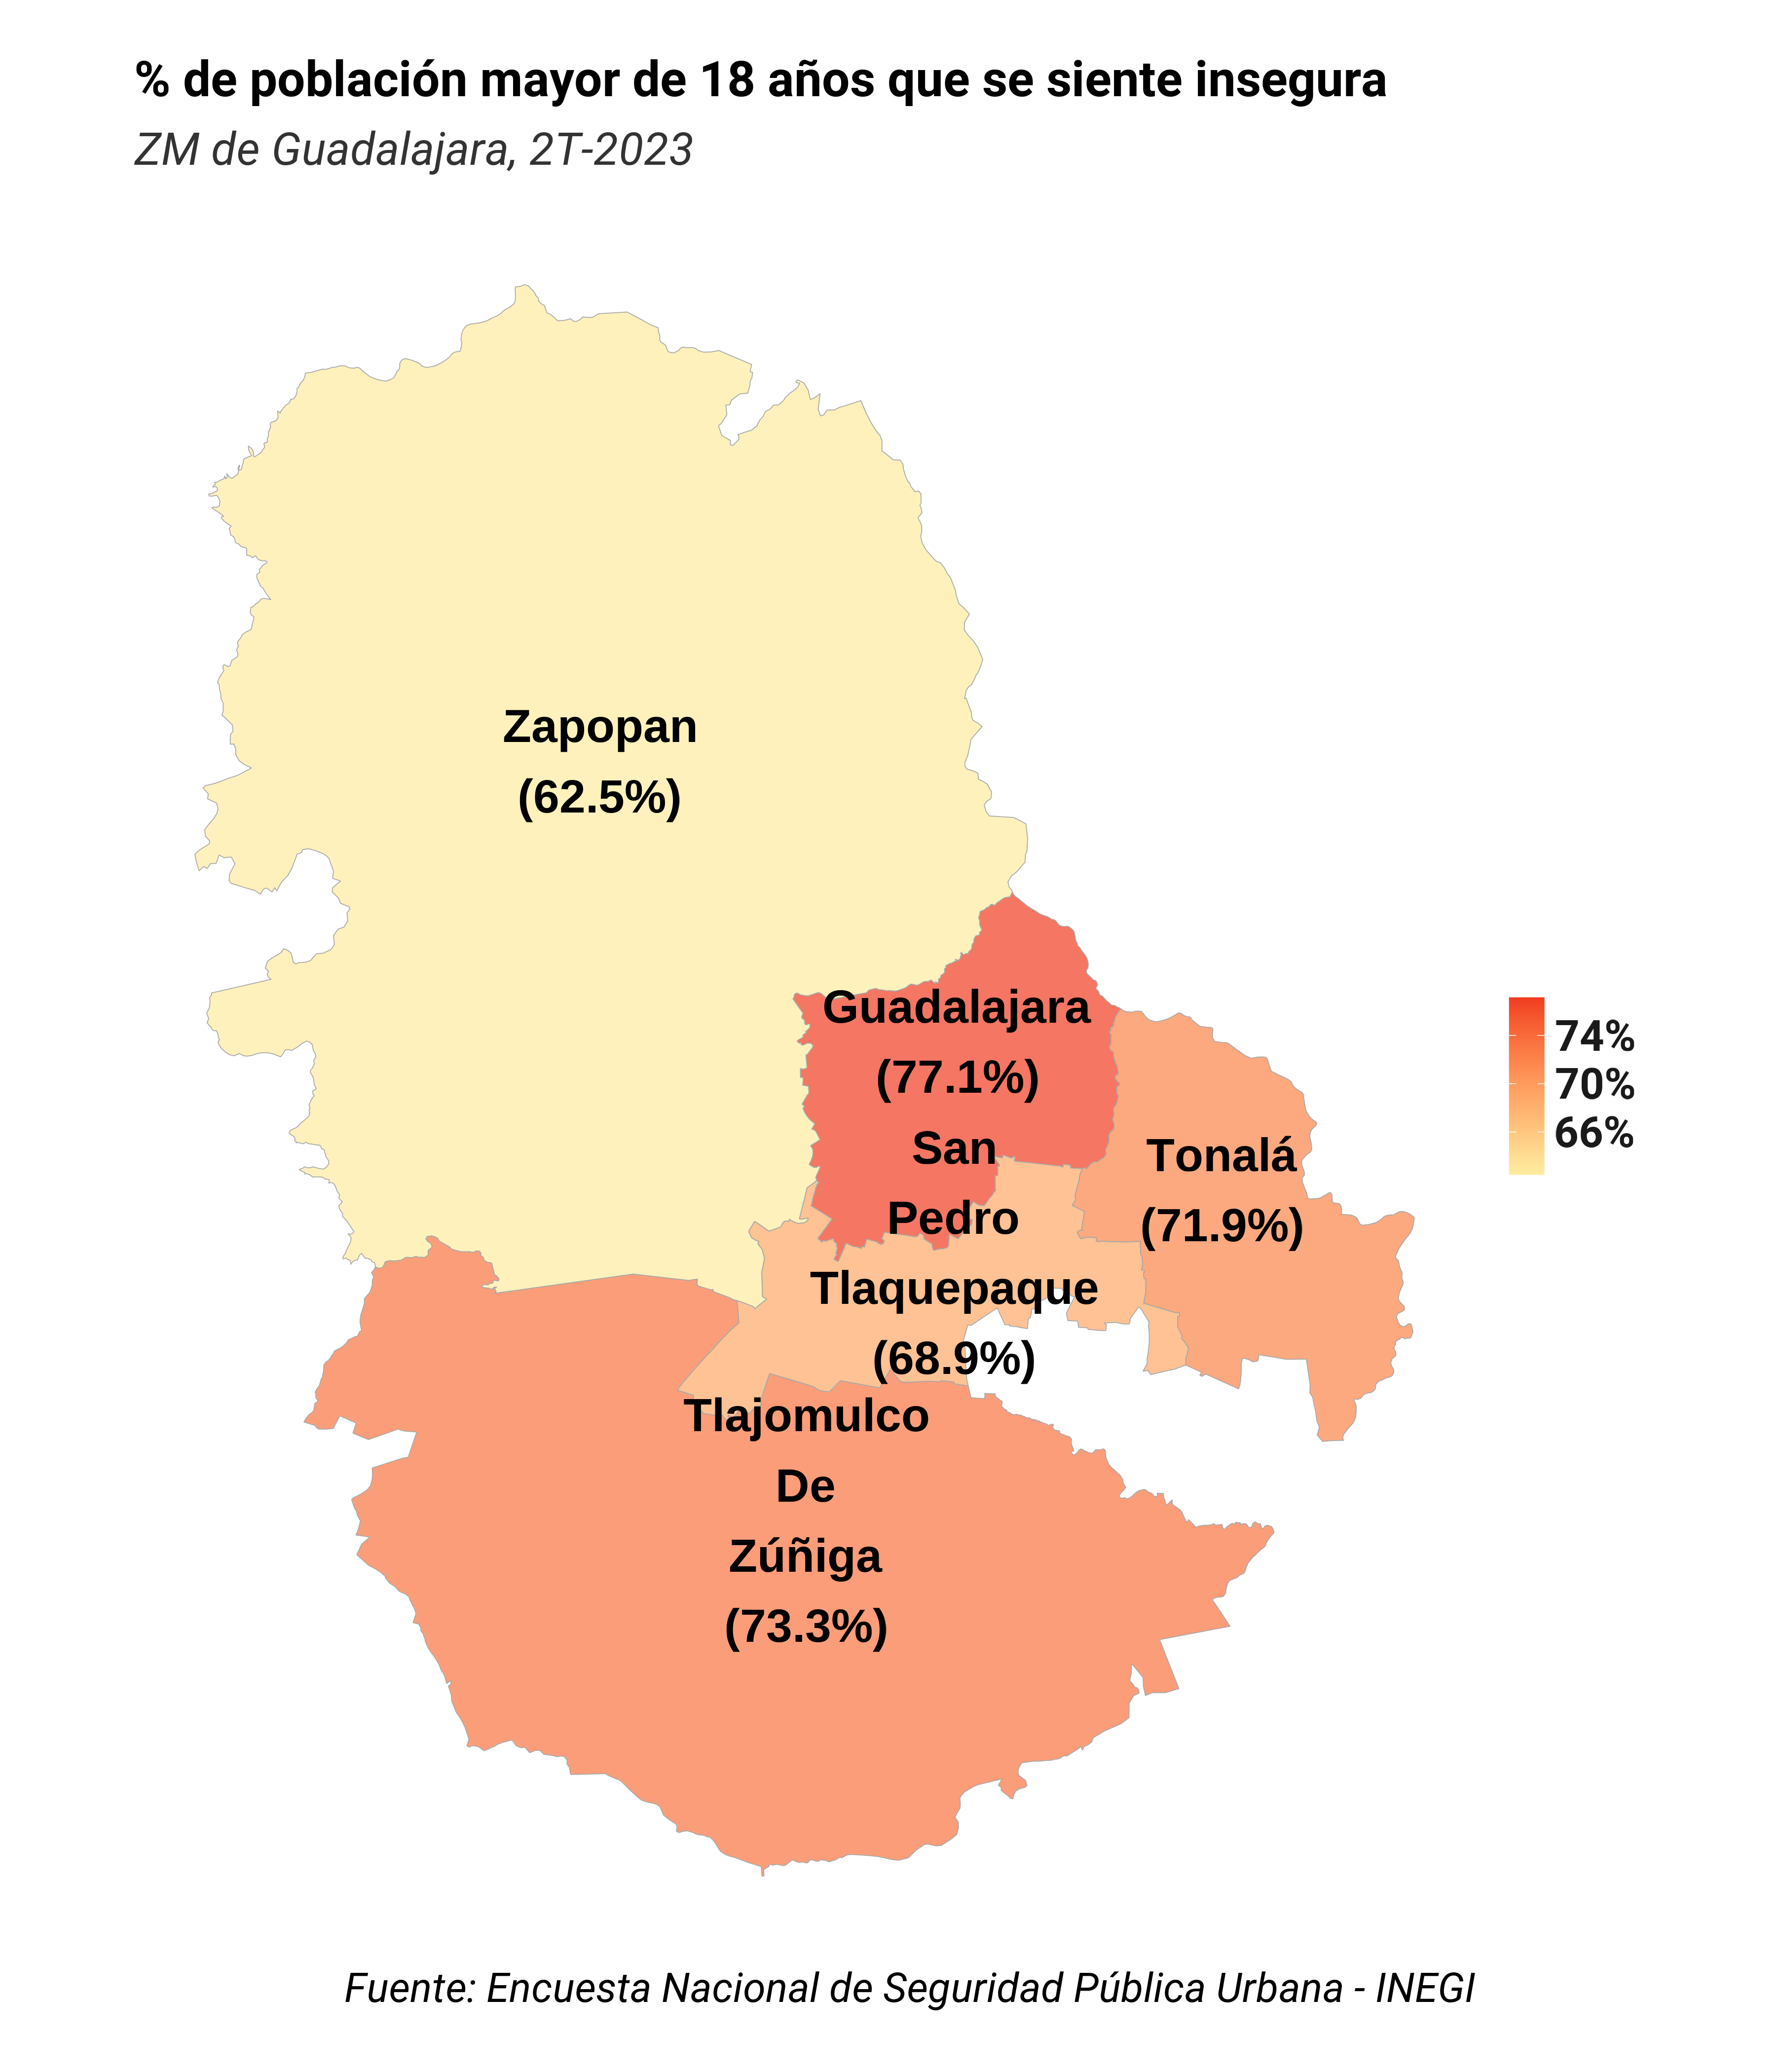 % de población mayor de 18 años que se siente insegura
ZM de Guadalajara, 2T-2023
Zapopan
(62.5%)
Guadalajara
(77.1%)
San
Pedro
Tlaquepaque
(68.9%)
Tonalá
(71.9%)
Tlajomulco
De
Zúñiga
(73.3%)
74%
70%
66%
Fuente: Encuesta Nacional de Seguridad Pública Urbana - INEGI